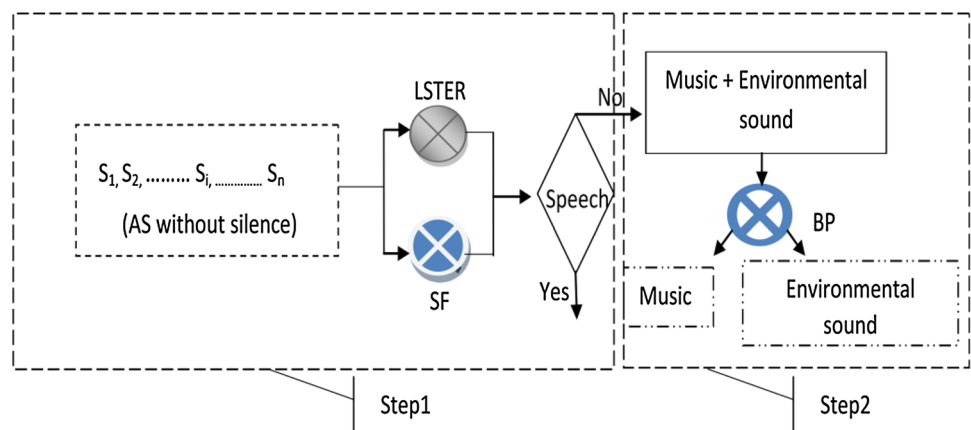 LSTER
S1, S2, ......... Si, .............. Sn
(AS without silence)
SF
Speech
No
Yes
Music + Environmental
sound
BP
Music
Environmental
sound
Step1
Step2